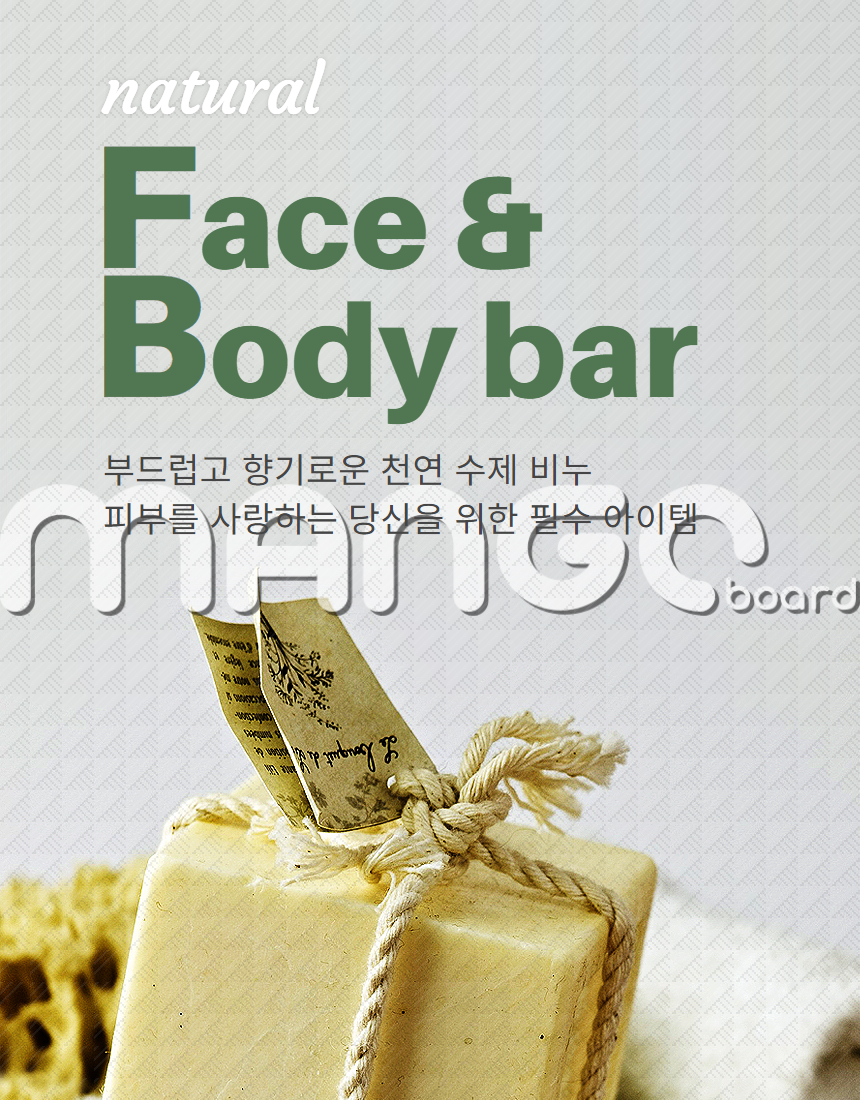 natural
Face &
Body bar
부드럽고 향기로운 천연 수제 비누
피부를 사랑하는 당신을 위한 필수 아이템
MANGO board